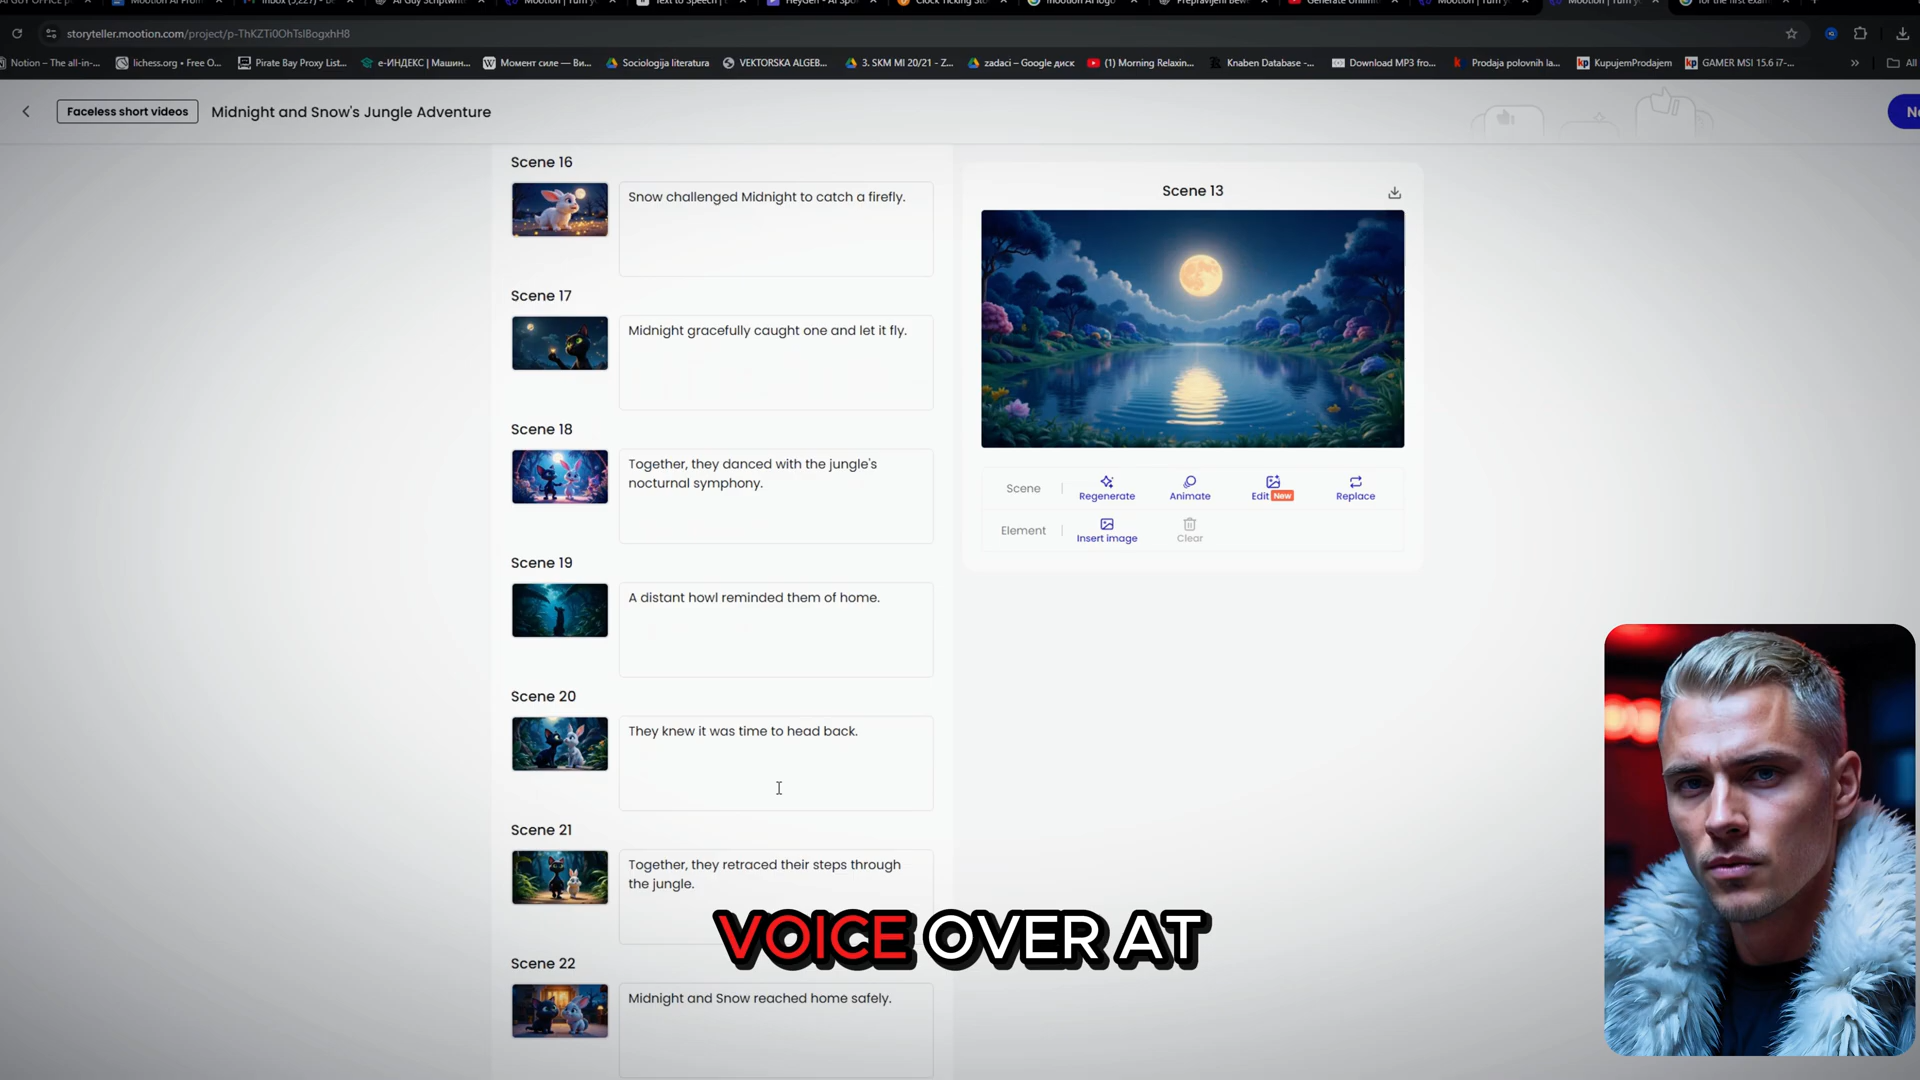 storyteller.mootion.com/project/p-ThKZTi0OhTsIBogxhH8
Notion – The all-in-...
lichess.org • Free O...
Pirate Bay Proxy List...
е-ИНДЕКС | Машин...
Момент силе — Ви...
Sociologija literatura
VEKTORSKA ALGEB...
3. SKM MI 20/21 - Z...
zadaci – Google диск
(1) Morning Relaxin...
Knaben Database -...
Download MP3 fro...
Prodaja polovnih la...
KupujemProdajem
GAMER MSI 15.6 i7-...
»
All
Faceless short videos
Midnight and Snow's Jungle Adventure
Scene 16
Snow challenged Midnight to catch a firefly.
Scene 17
Midnight gracefully caught one and let it fly.
Scene 18
Together, they danced with the jungle's
nocturnal symphony.
Scene 19
A distant howl reminded them of home.
Scene 20
They knew it was time to head back.
Scene 21
Together, they retraced their steps through
the jungle.
Scene 22
Midnight and Snow reached home safely.
Scene 13
Scene
Regenerate
Animate
Edit New
Replace
Element
Insert image
Clear
VOICE OVER AT